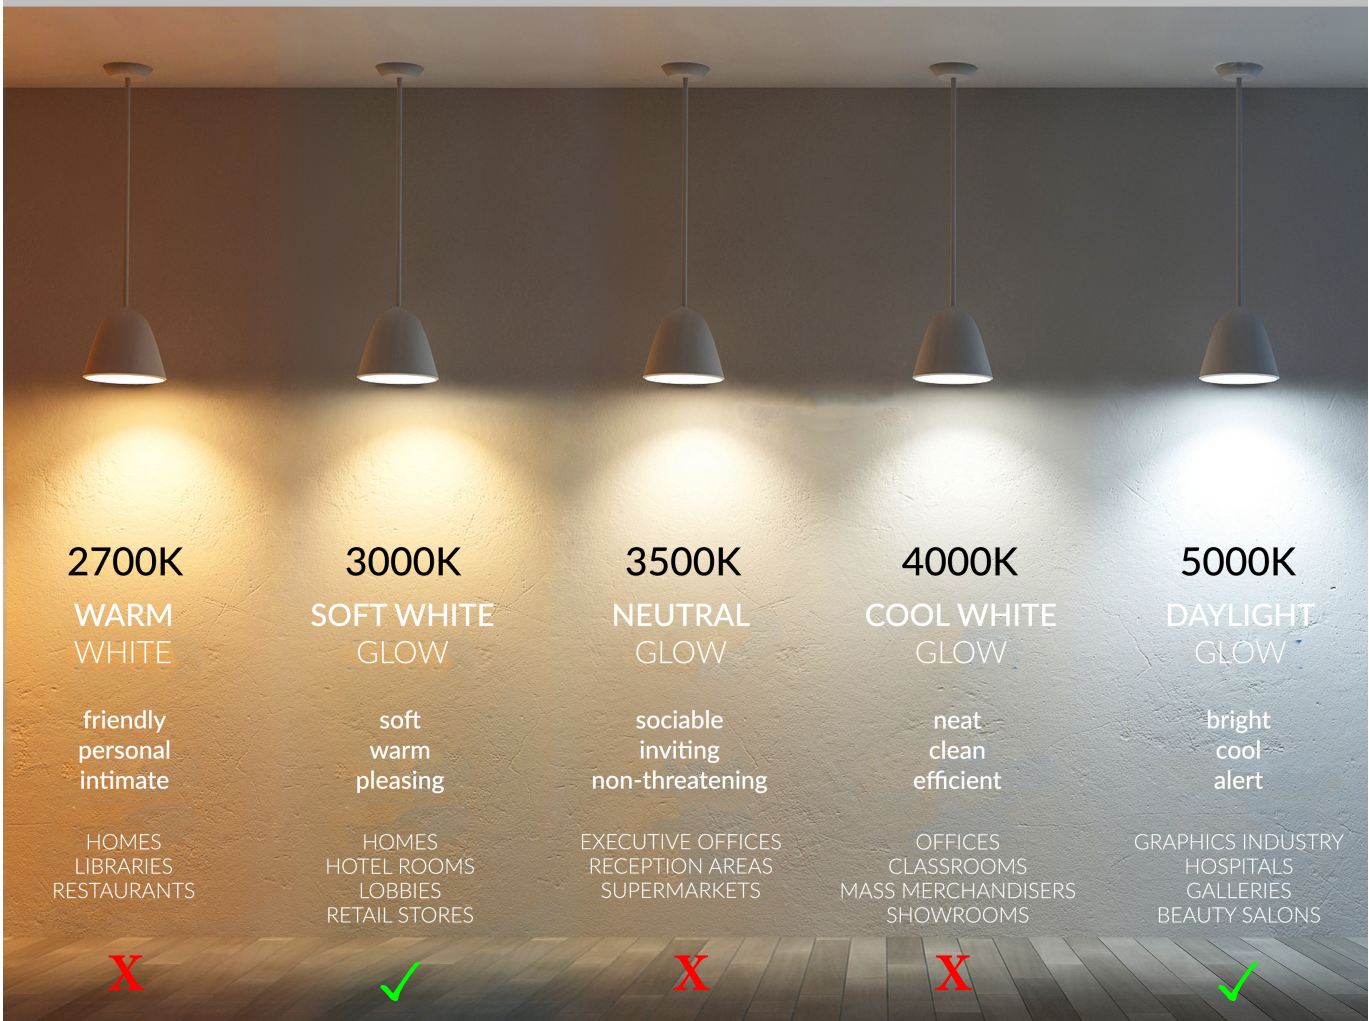 2700K
WARM
WHITE
friendly
personal
intimate
HOMES
LIBRARIES
RESTAURANTS
X
3000K
SOFT WHITE
GLOW
soft
warm
pleasing
HOMES
HOTEL ROOMS
LOBBIES
RETAIL STORES
✓
3500K
NEUTRAL
GLOW
sociable
inviting
non-threatening
EXECUTIVE OFFICES
RECEPTION AREAS
SUPERMARKETS
X
4000K
COOL WHITE
GLOW
neat
clean
efficient
OFFICES
CLASSROOMS
MASS MERCHANDISERS
SHOWROOMS
X
5000K
DAYLIGHT
GLOW
bright
cool
alert
GRAPHICS INDUSTRY
HOSPITALS
GALLERIES
BEAUTY SALONS
✓